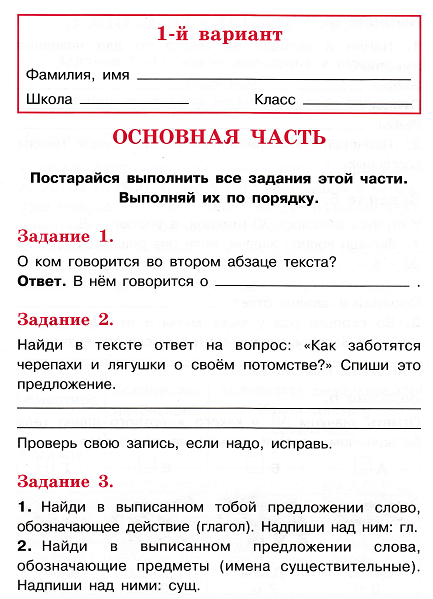 1-й вариант
Фамилия, имя
Школа Класс
ОСНОВНАЯ ЧАСТЬ
Постарайся выполнить все задания этой части.
Выполняй их по порядку.
Задание 1.
О ком говорится во втором абзаце текста?
Ответ. В нём говорится о
Задание 2.
Найди в тексте ответ на вопрос: «Как заботятся
черепахи и лягушки о своём потомстве?» Спиши это
предложение.
Проверь свою запись, если надо, исправь.
Задание 3.
1. Найди в выписанном тобой предложении слово,
обозначающее действие (глагол). Надпиши над ним: гл.
2. Найди в выписанном предложении слова,
обозначающие предметы (имена существительные).
Надпиши над ними: сущ.